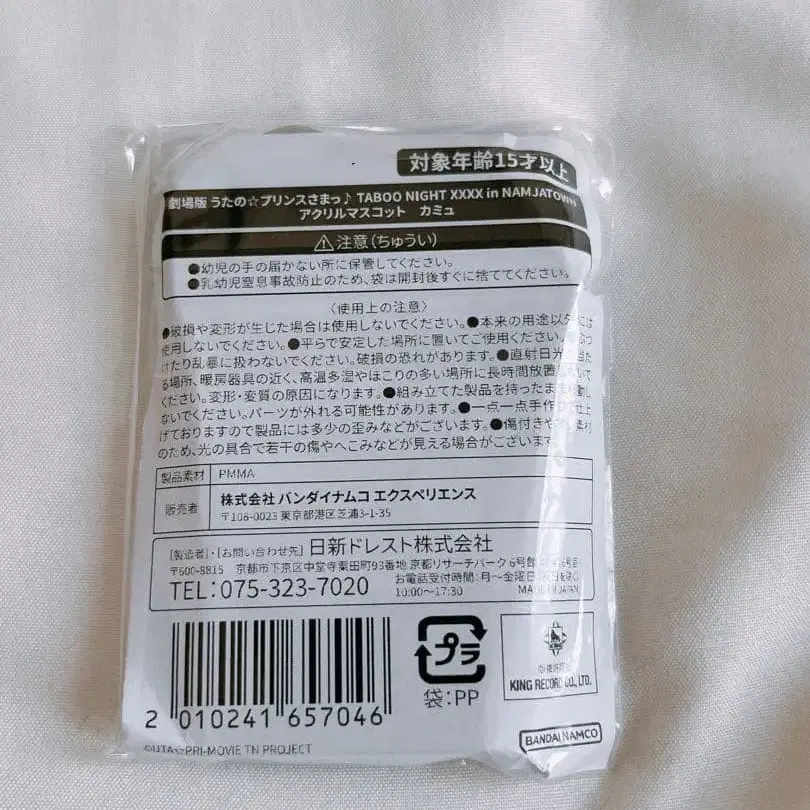 対象年齢15才以上
劇場版 うたの☆プリンスさまっ♪ TABOO NIGHT XXXX in NAMJATOWN
アクリルマスコット　カミュ
⚠注意(ちゅうい)
●幼児の手の届かない所に保管してください。
●乳幼児窒息事故防止のため、袋は開封後すぐに捨ててください。
〈使用上の注意〉
●破損や変形が生じた場合は使用しないでください。●本来の用途以外には
使用しないでください。●平らで安定した場所に置いてご使用ください。●ぶつ
けたり乱暴に扱わないでください。破損の恐れがあります。●直射日光の当た
る場所、暖房器具の近く、高温多湿やほこりの多い場所に長時間放置しないで
ください。変形・変質の原因になります。●組み立てた製品を持ったまま移動し
ないでください。パーツが外れる可能性があります。●一点一点手作りで仕上
げておりますので製品には多少の歪みなどがございます。●傷付きやすい素材
のため、光の具合で若干の傷やへこみなどが見える場合がございます。
製品素材 PMMA
販売者 株式会社 バンダイナムコ エクスペリエンス
〒108-0023 東京都港区芝浦3-1-35
[製造者]・[お問い合わせ先] 日新ドレスト株式会社
〒600-8815 京都市下京区中堂寺粟田町93番地 京都リサーチパーク 6号館
TEL:075-323-7020 お電話受付時間:月〜金曜日
10:00〜17:30 MADE IN JAPAN
プラ
袋:PP
KING RECORD CO., LTD.
2 010241 657046
BANDAI NAMCO
©UTA☆PRI-MOVIE TN PROJECT